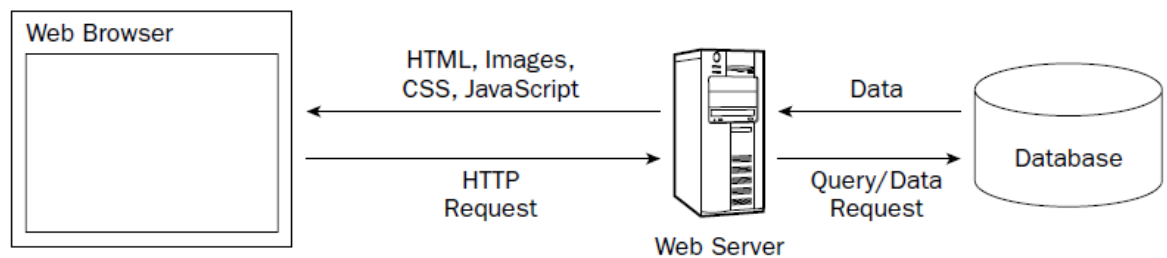 Web Browser
HTML, Images,
CSS, JavaScript
HTTP
Request
Web Server
Data
Query/Data
Request
Database